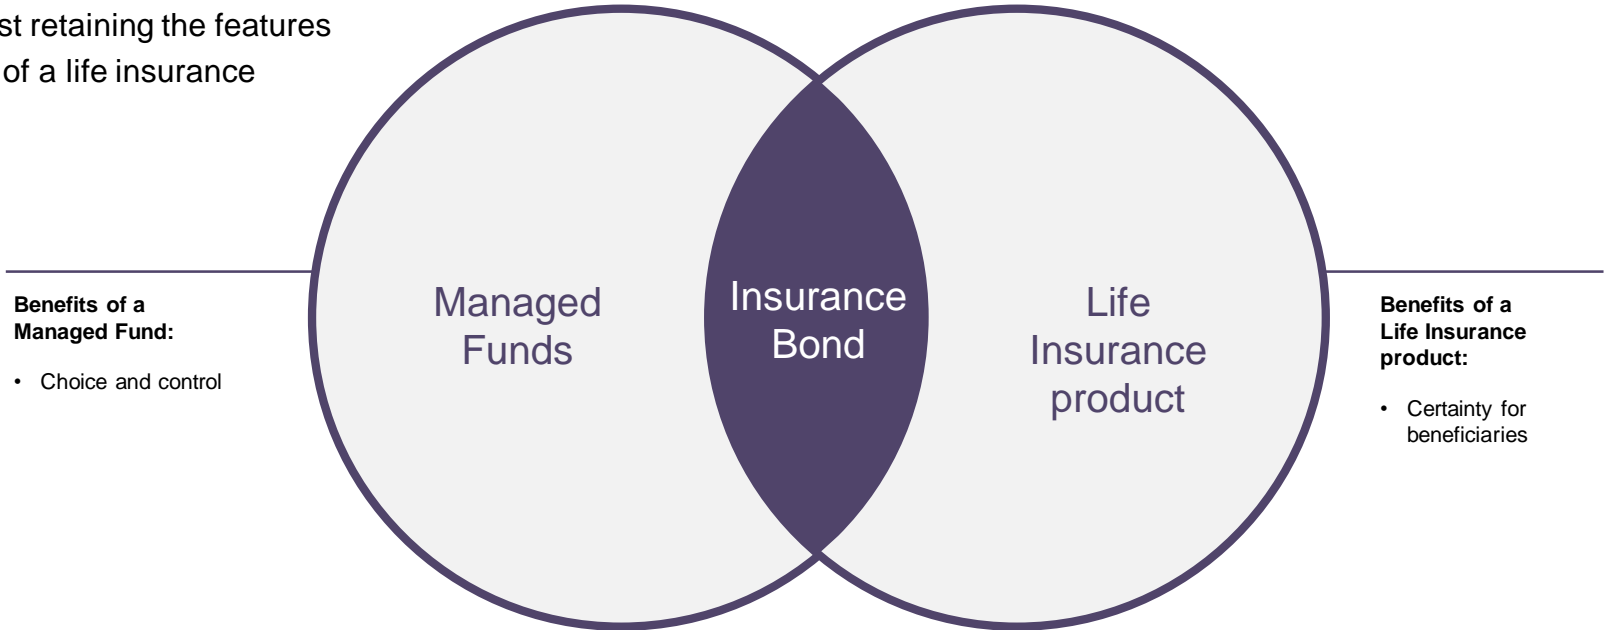 st retaining the features
of a life insurance
Benefits of a
Managed Fund:
• Choice and control
Managed
Funds
Insurance
Bond
Life
Insurance
product
Benefits of a
Life Insurance
product:
• Certainty for
beneficiaries